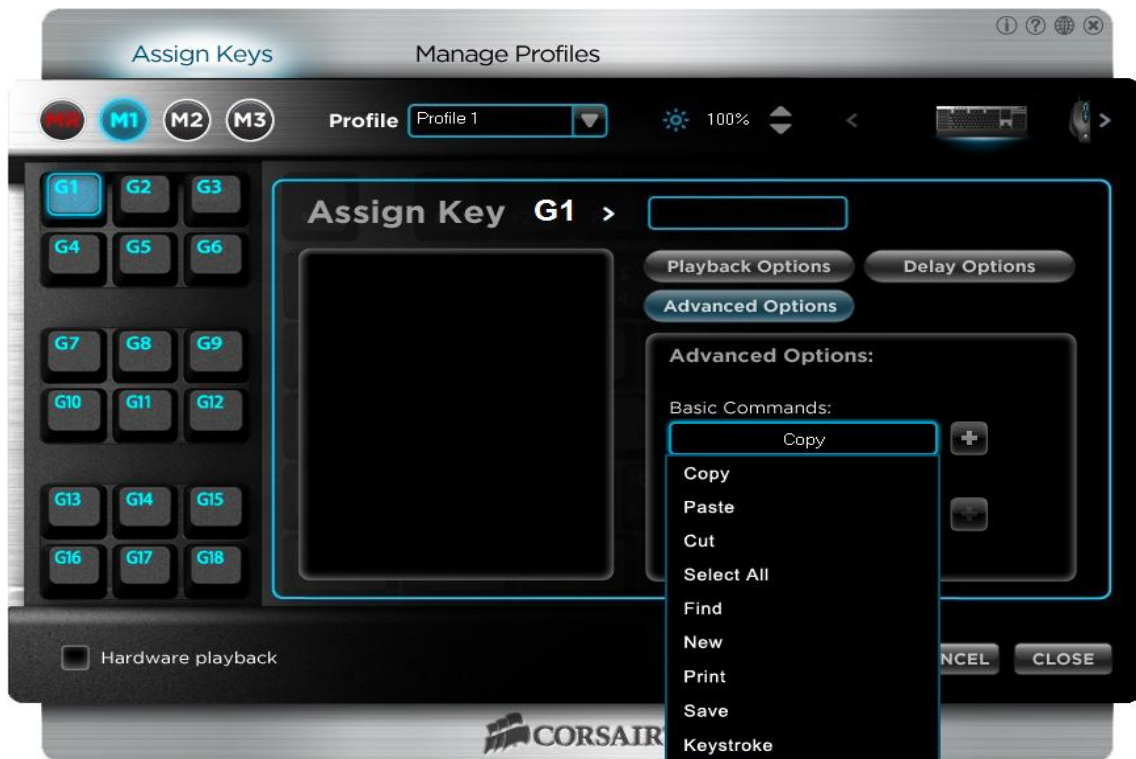 Assign Keys Manage Profiles
MR M1 M2 M3 Profile Profile 1 100%
G1 G2 G3
G4 G5 G6
G7 G8 G9
G10 G11 G12
G13 G14 G15
G16 G17 G18
Assign Key G1 >
Playback Options Delay Options
Advanced Options
Advanced Options:
Basic Commands:
Copy
Copy
Paste
Cut
Select All
Find
New
Print
Save
Keystroke
Hardware playback
NCEL CLOSE
CORSAIR